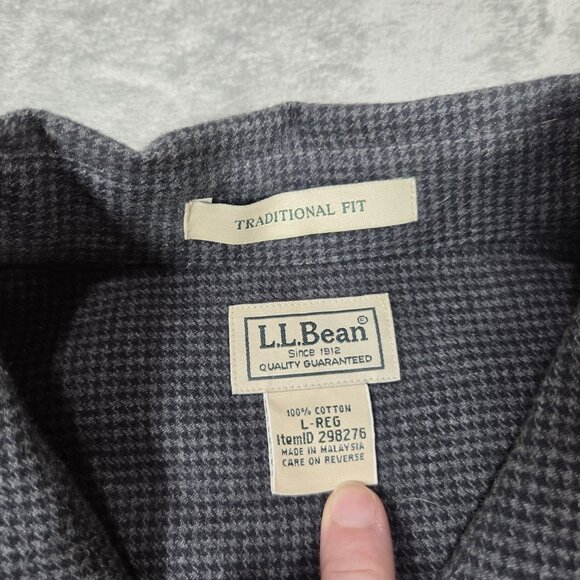 TRADITIONAL FIT
L.L.Bean®
Since 1912
QUALITY GUARANTEED
100% COTTON
L-REG
ItemID 298276
MADE IN MALAYSIA
CARE ON REVERSE